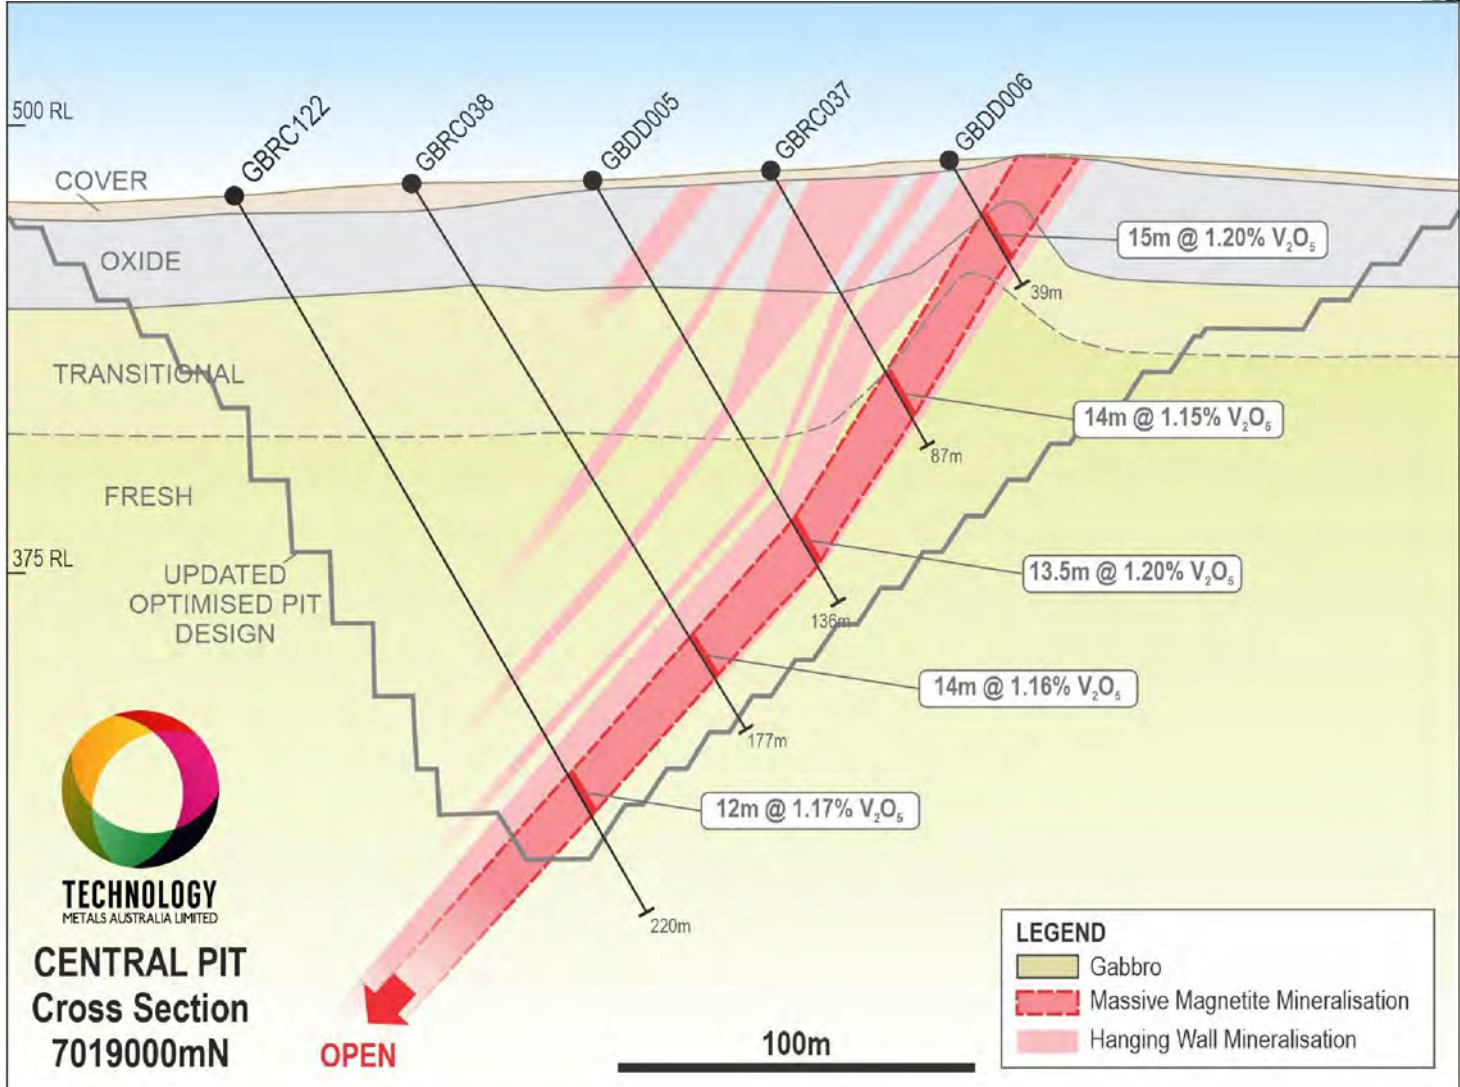 500 RL
GBRC122
GBRC038
GBDD005
GBRC037
GBDD006
COVER
OXIDE
15m @ 1.20% V₂O₅
39m
TRANSITIONAL
14m @ 1.15% V₂O₅
87m
FRESH
375 RL
UPDATED
OPTIMISED PIT
DESIGN
13.5m @ 1.20% V₂O₅
136m
14m @ 1.16% V₂O₅
177m
12m @ 1.17% V₂O₅
220m
TECHNOLOGY
METALS AUSTRALIA LIMITED
CENTRAL PIT
Cross Section
7019000mN
OPEN
100m
LEGEND
Gabbro
Massive Magnetite Mineralisation
Hanging Wall Mineralisation